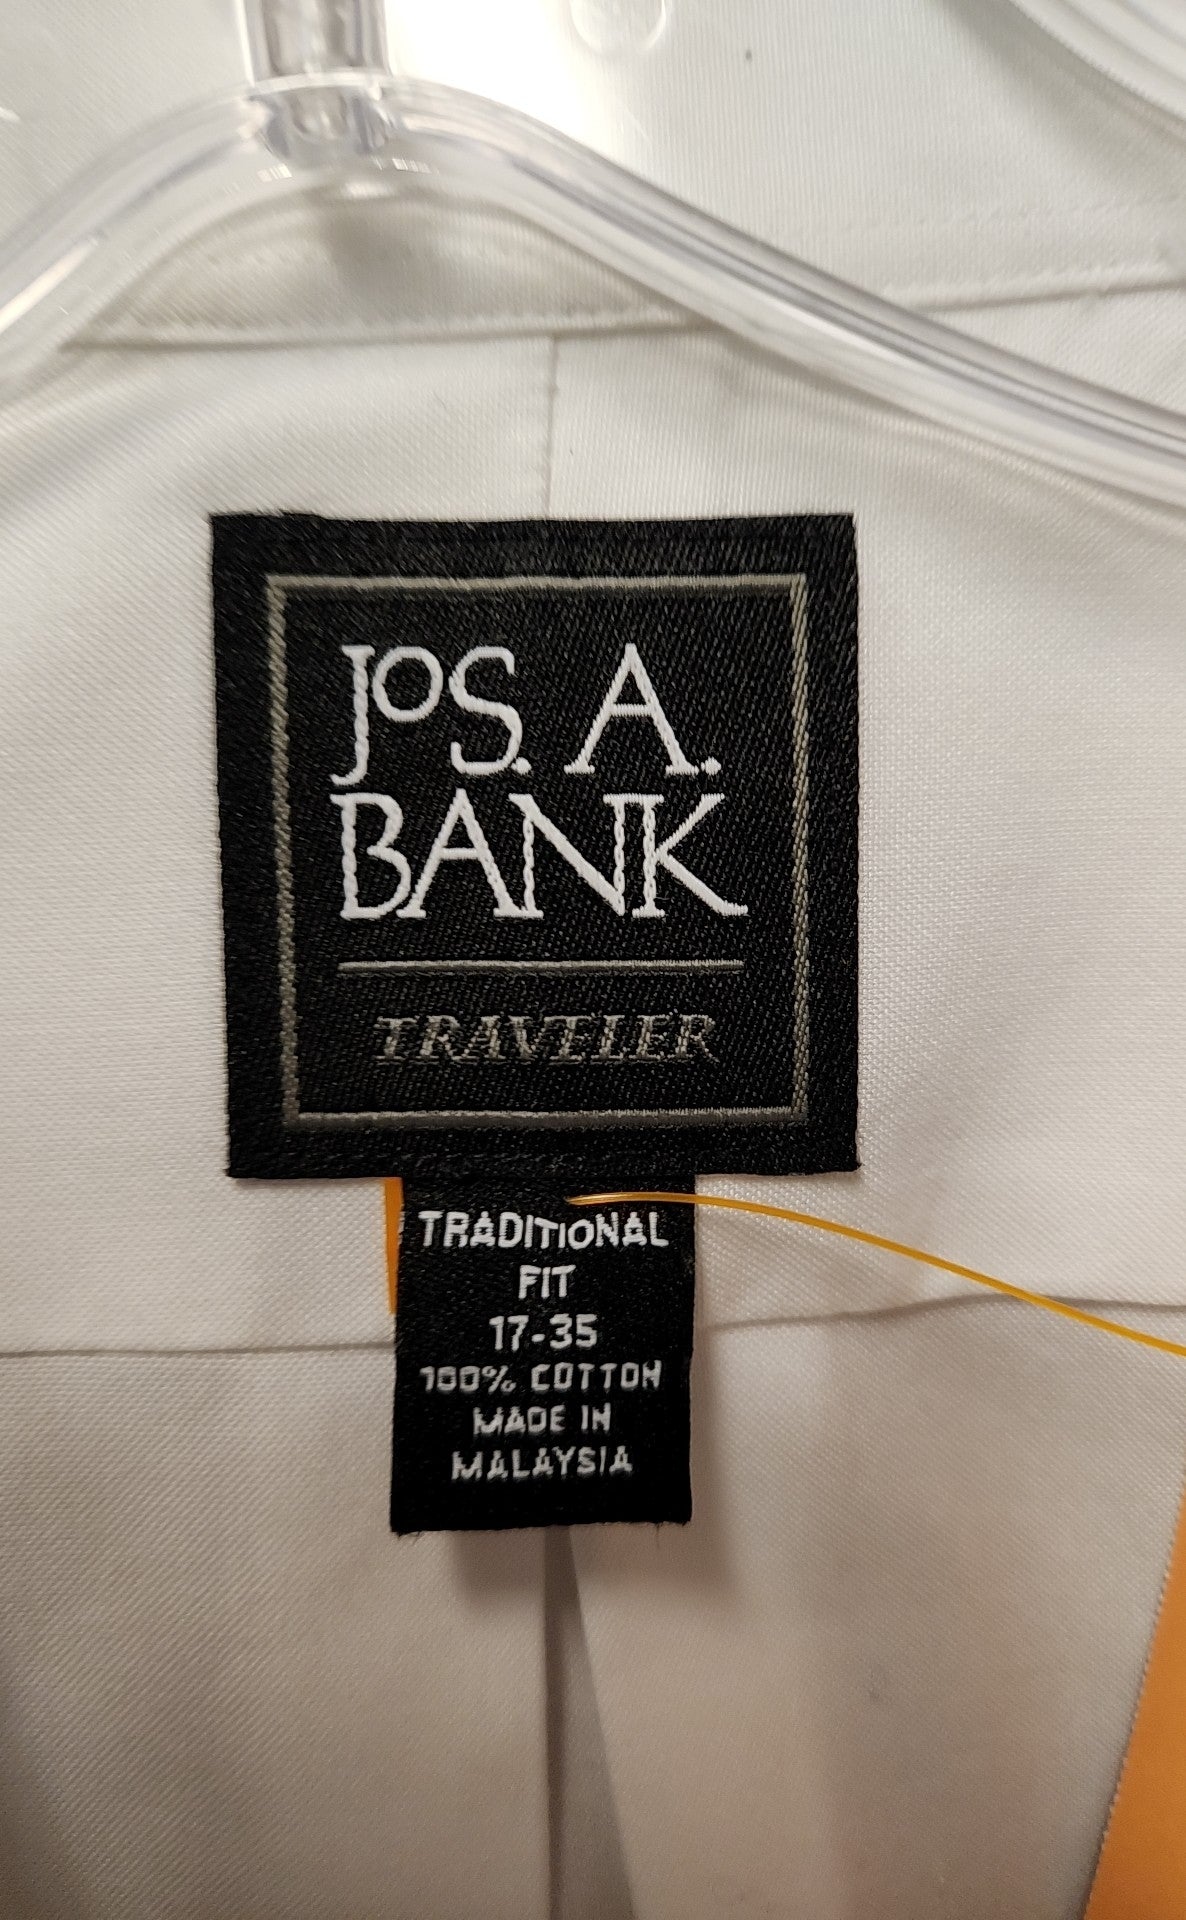 JOS. A.
BANK
TRAVELER
TRADITIONAL
FIT
17-35
100% COTTON
MADE IN
MALAYSIA